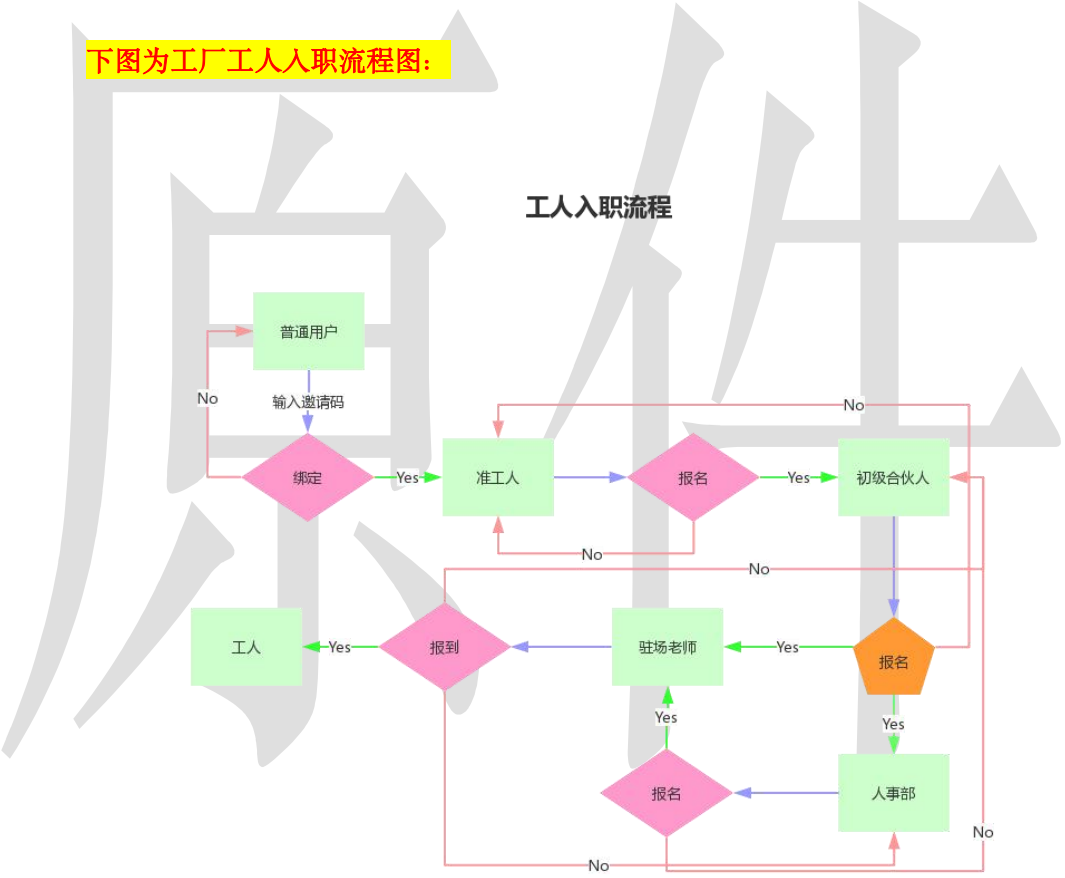 下图为工厂工人入职流程图：
工人入职流程
普通用户
No
输入邀请码
No
绑定
Yes
准工人
报名
Yes
初级合伙人
No
No
工人
Yes
报到
驻场老师
Yes
报名
Yes
Yes
报名
人事部
No
No
原件